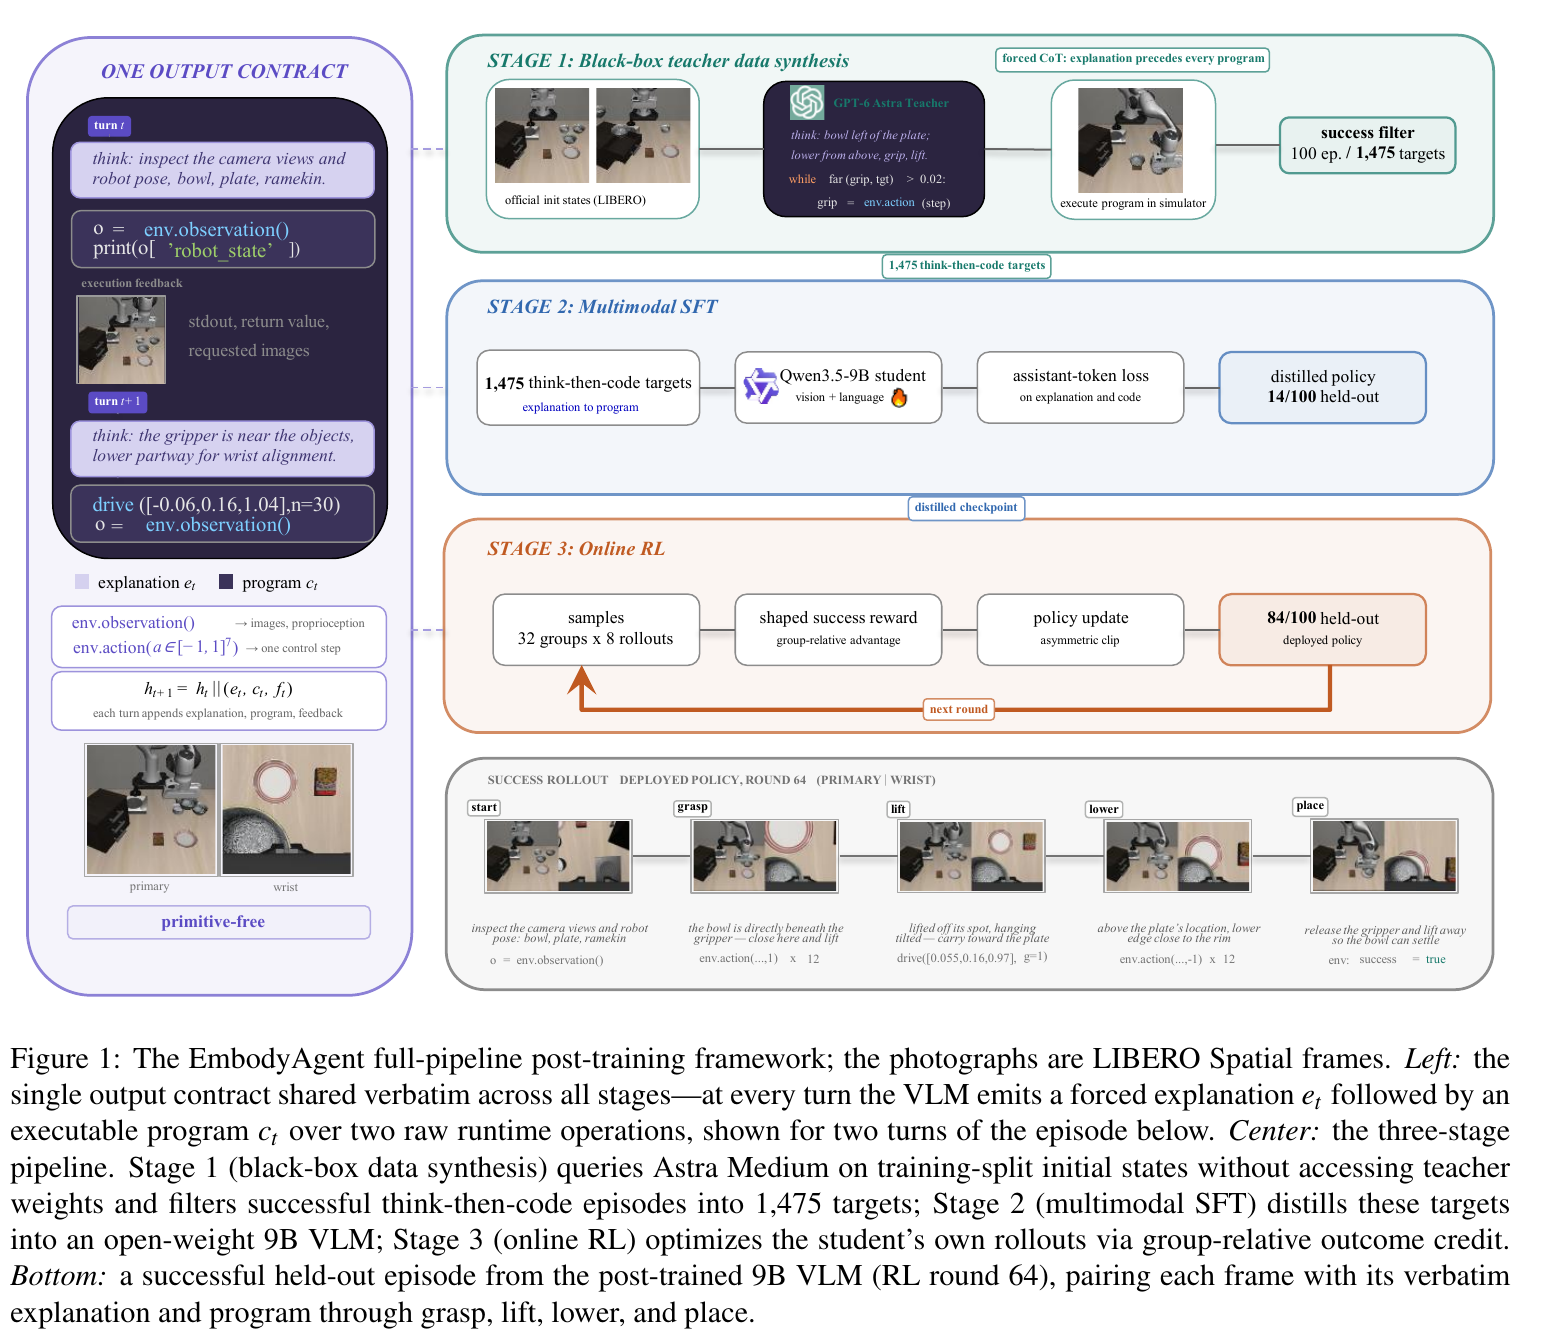 ONE OUTPUT CONTRACT
turn t
think: inspect the camera views and
robot pose, bowl, plate, ramekin.
o = env.observation()
print(o[ 'robot_state' ])
execution feedback
stdout, return value,
requested images
turn t+1
think: the gripper is near the objects,
lower partway for wrist alignment.
drive ([-0.06,0.16,1.04],n=30)
o = env.observation()
explanation e_t program c_t
env.observation() → images, proprioception
env.action(a ∈ [−1, 1]^7) → one control step
h_{t+1} = h_t || (e_t, c_t, f_t)
each turn appends explanation, program, feedback
primary wrist
primitive-free
STAGE 1: Black-box teacher data synthesis
forced CoT: explanation precedes every program
official init states (LIBERO)
GPT-6 Astra Teacher
think: bowl left of the plate;
lower from above, grip, lift.
while far (grip, tgt) > 0.02:
grip = env.action (step)
execute program in simulator
success filter
100 ep. / 1,475 targets
1,475 think-then-code targets
STAGE 2: Multimodal SFT
1,475 think-then-code targets
explanation to program
Qwen3.5-9B student
vision + language
assistant-token loss
on explanation and code
distilled policy
14/100 held-out
distilled checkpoint
STAGE 3: Online RL
samples
32 groups x 8 rollouts
shaped success reward
group-relative advantage
policy update
asymmetric clip
84/100 held-out
deployed policy
next round
SUCCESS ROLLOUT DEPLOYED POLICY, ROUND 64 (PRIMARY | WRIST)
start
inspect the camera views and robot
pose: bowl, plate, ramekin
o = env.observation()
grasp
the bowl is directly beneath the
gripper — close here and lift
env.action(...,1) x 12
lift
lifted off its spot, hanging
tilted — carry toward the plate
drive([0.055,0.16,0.97], g=1)
lower
above the plate's location, lower
edge close to the rim
env.action(...,-1) x 12
place
release the gripper and lift away
so the bowl can settle
env: success = true
Figure 1: The EmbodyAgent full-pipeline post-training framework; the photographs are LIBERO Spatial frames. Left: the
single output contract shared verbatim across all stages—at every turn the VLM emits a forced explanation e_t followed by an
executable program c_t over two raw runtime operations, shown for two turns of the episode below. Center: the three-stage
pipeline. Stage 1 (black-box data synthesis) queries Astra Medium on training-split initial states without accessing teacher
weights and filters successful think-then-code episodes into 1,475 targets; Stage 2 (multimodal SFT) distills these targets
into an open-weight 9B VLM; Stage 3 (online RL) optimizes the student's own rollouts via group-relative outcome credit.
Bottom: a successful held-out episode from the post-trained 9B VLM (RL round 64), pairing each frame with its verbatim
explanation and program through grasp, lift, lower, and place.